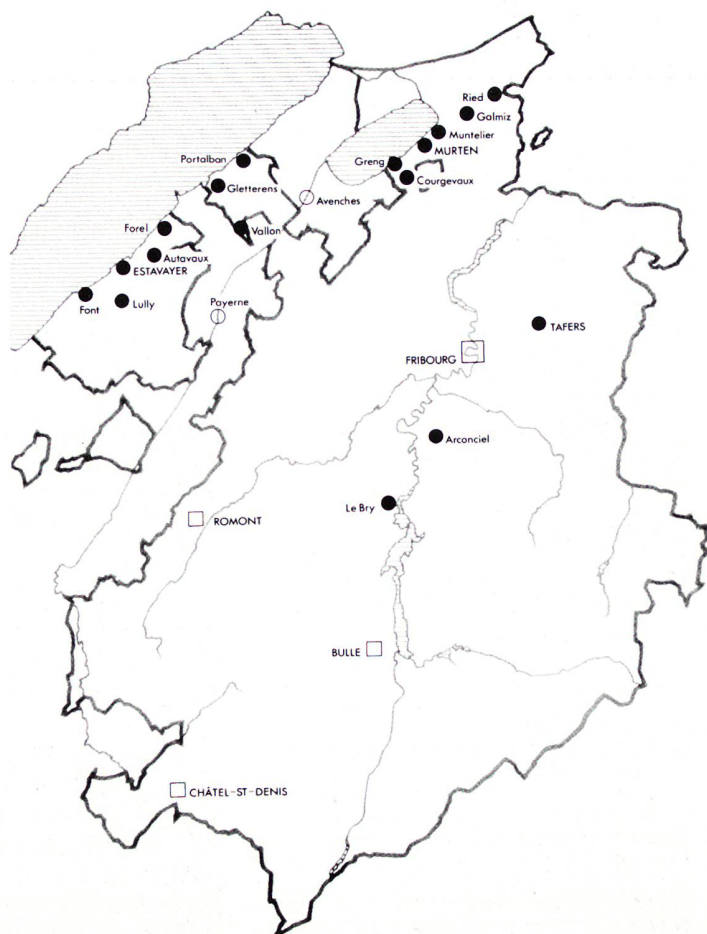 Ried
Galmiz
Muntelier
MURTEN
Greng
Courgevaux
Portalban
Gletterens
Avenches
Forel
Vallon
Autavaux
ESTAVAYER
Font
Lully
Payerne
TAFERS
FRIBOURG
Arconciel
Le Bry
ROMONT
BULLE
CHÂTEL-ST-DENIS